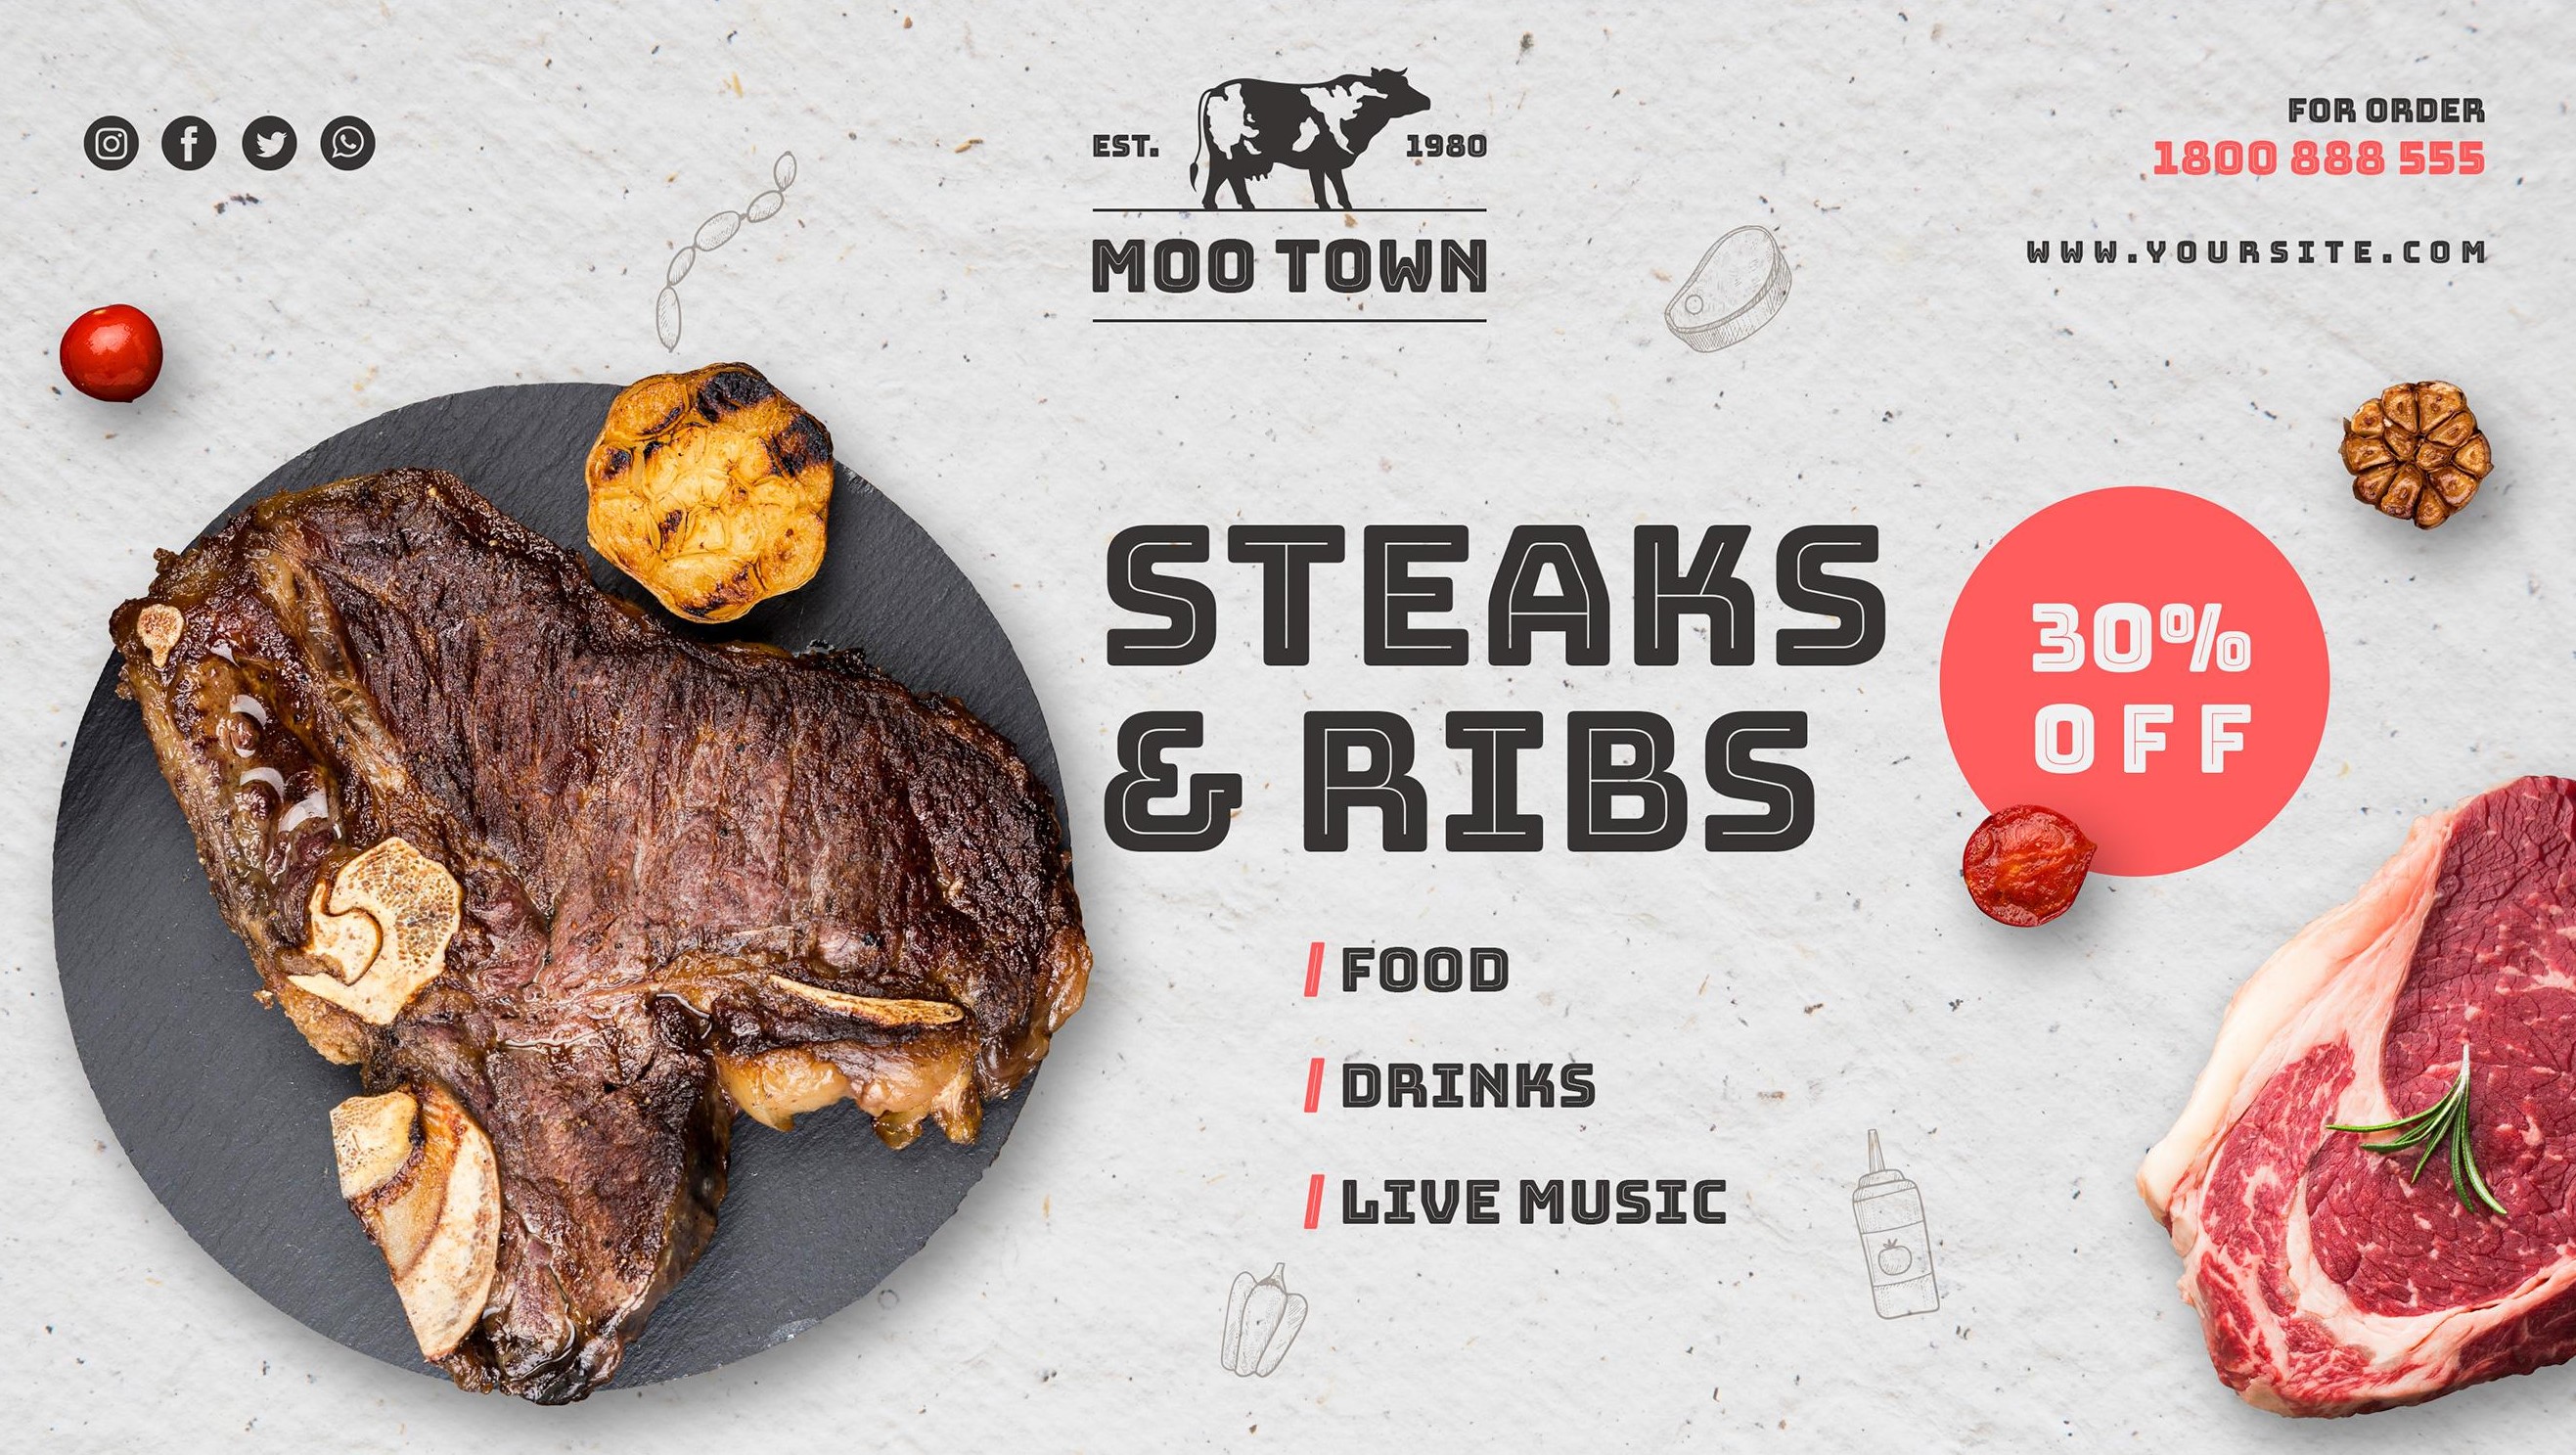 EST. 1980
MOO TOWN
FOR ORDER
1800 888 555
WWW.YOURSITE.COM
STEAKS
& RIBS
30%
OFF
/ FOOD
/ DRINKS
/ LIVE MUSIC